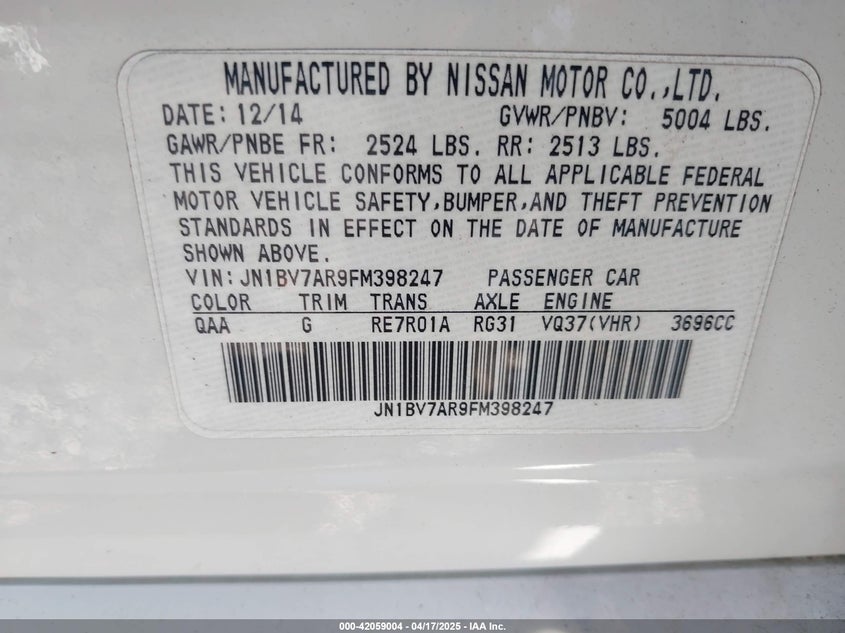 MANUFACTURED BY NISSAN MOTOR CO.,LTD.
DATE: 12/14 GVWR/PNBV: 5004 LBS.
GAWR/PNBE FR: 2524 LBS. RR: 2513 LBS.
THIS VEHICLE CONFORMS TO ALL APPLICABLE FEDERAL
MOTOR VEHICLE SAFETY,BUMPER,AND THEFT PREVENTION
STANDARDS IN EFFECT ON THE DATE OF MANUFACTURE
SHOWN ABOVE.
VIN: JN1BV7AR9FM398247 PASSENGER CAR
COLOR TRIM TRANS AXLE ENGINE
QAA G RE7R01A RG31 VQ37(VHR) 3696CC
JN1BV7AR9FM398247
000-42059004 - 04/17/2025 - IAA Inc.